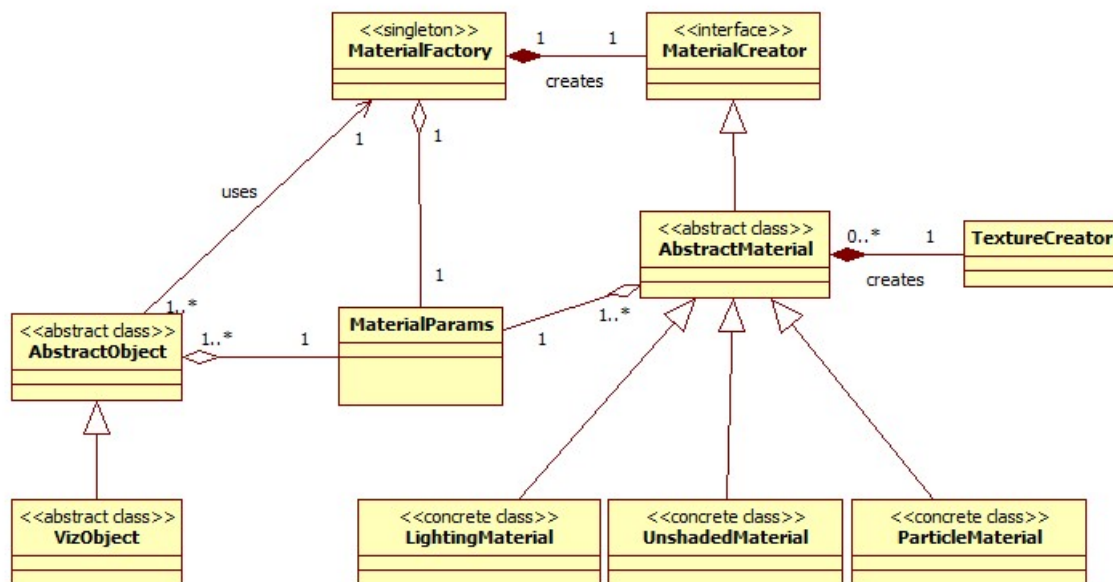 <<singleton>>
MaterialFactory
1
1
creates
<<interface>>
MaterialCreator
1
1
uses
<<abstract class>>
AbstractMaterial
0..*
1
creates
TextureCreator
1
1..*
1..*
1
<<abstract class>>
AbstractObject
1..*
1
MaterialParams
<<abstract class>>
VizObject
<<concrete class>>
LightingMaterial
<<concrete class>>
UnshadedMaterial
<<concrete class>>
ParticleMaterial